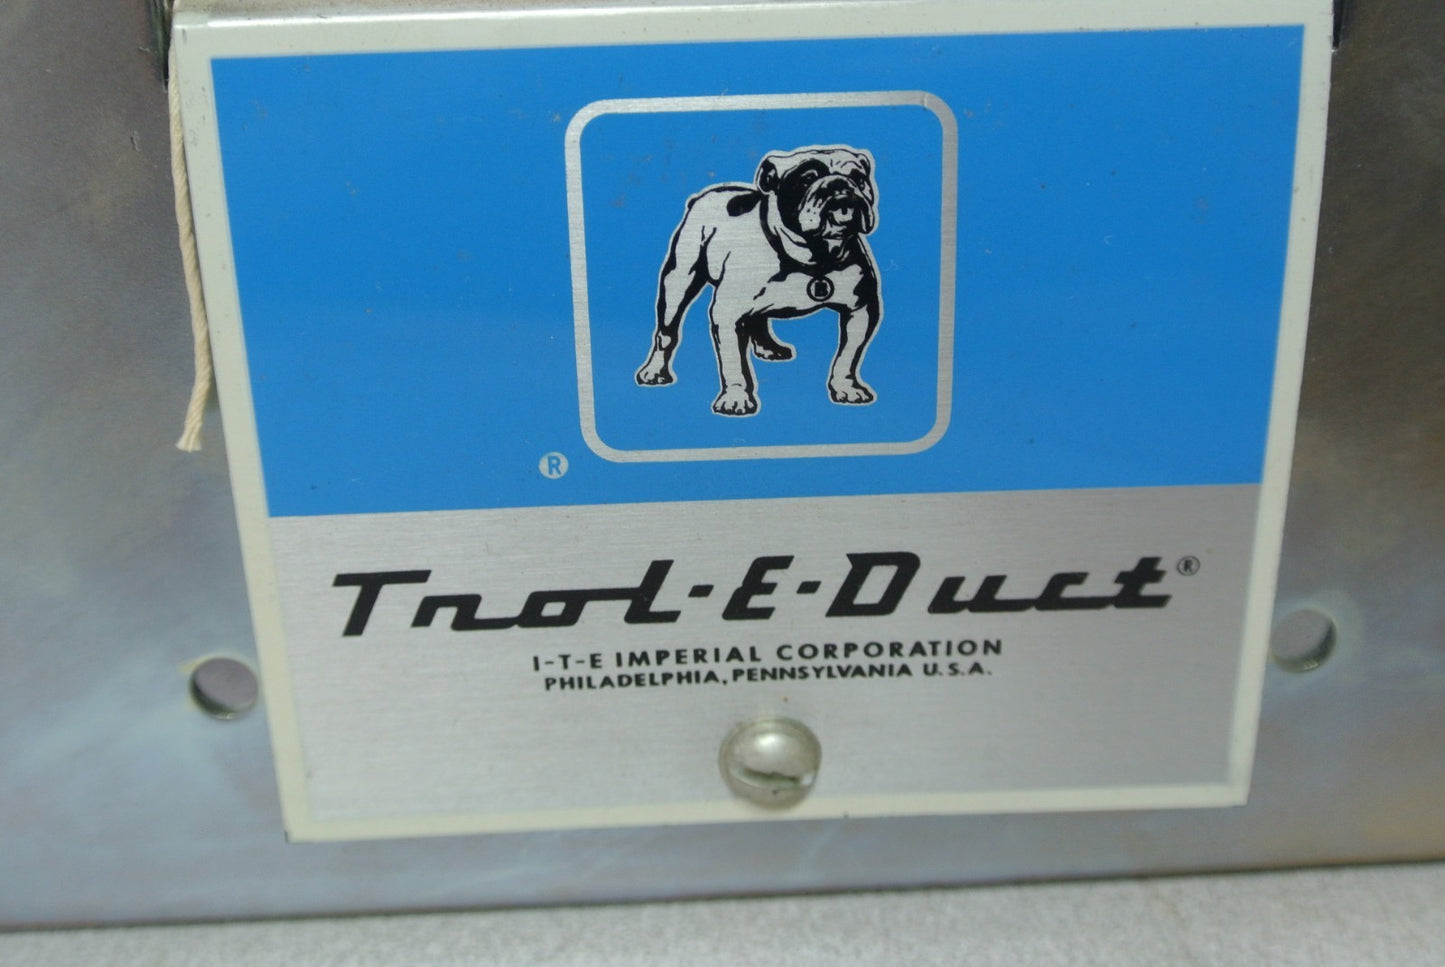 B
®
Trol-E-Duct®
I-T-E IMPERIAL CORPORATION
PHILADELPHIA, PENNSYLVANIA U.S.A.